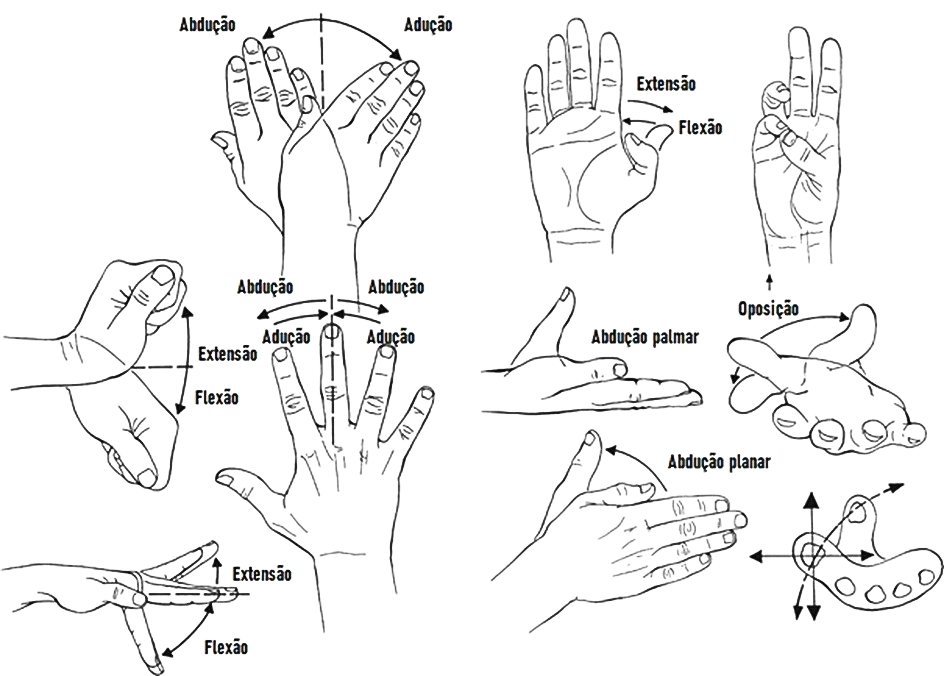 Abdução
Adução
Extensão
Flexão
Abdução
Abdução
Adução
Adução
Extensão
Flexão
Oposição
Abdução palmar
Abdução planar
Extensão
Flexão